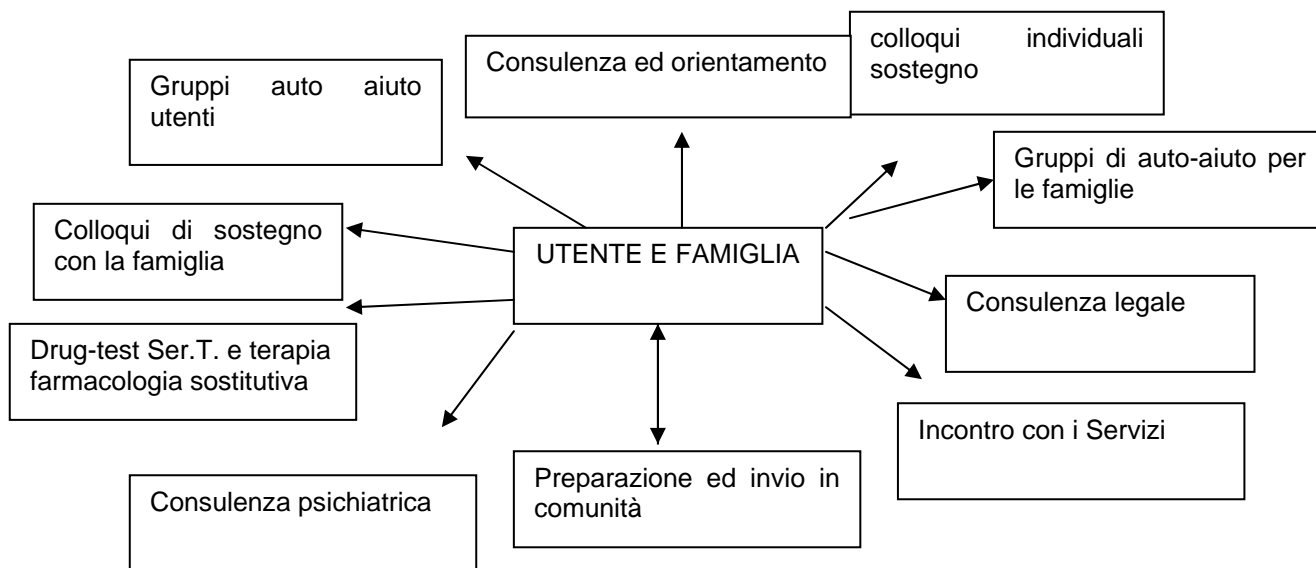 colloqui individuali
sostegno
Consulenza ed orientamento
Gruppi auto aiuto
utenti
Gruppi di auto-aiuto per
le famiglie
Colloqui di sostegno
con la famiglia
UTENTE E FAMIGLIA
Consulenza legale
Drug-test Ser.T. e terapia
farmacologia sostitutiva
Incontro con i Servizi
Preparazione ed invio in
comunità
Consulenza psichiatrica